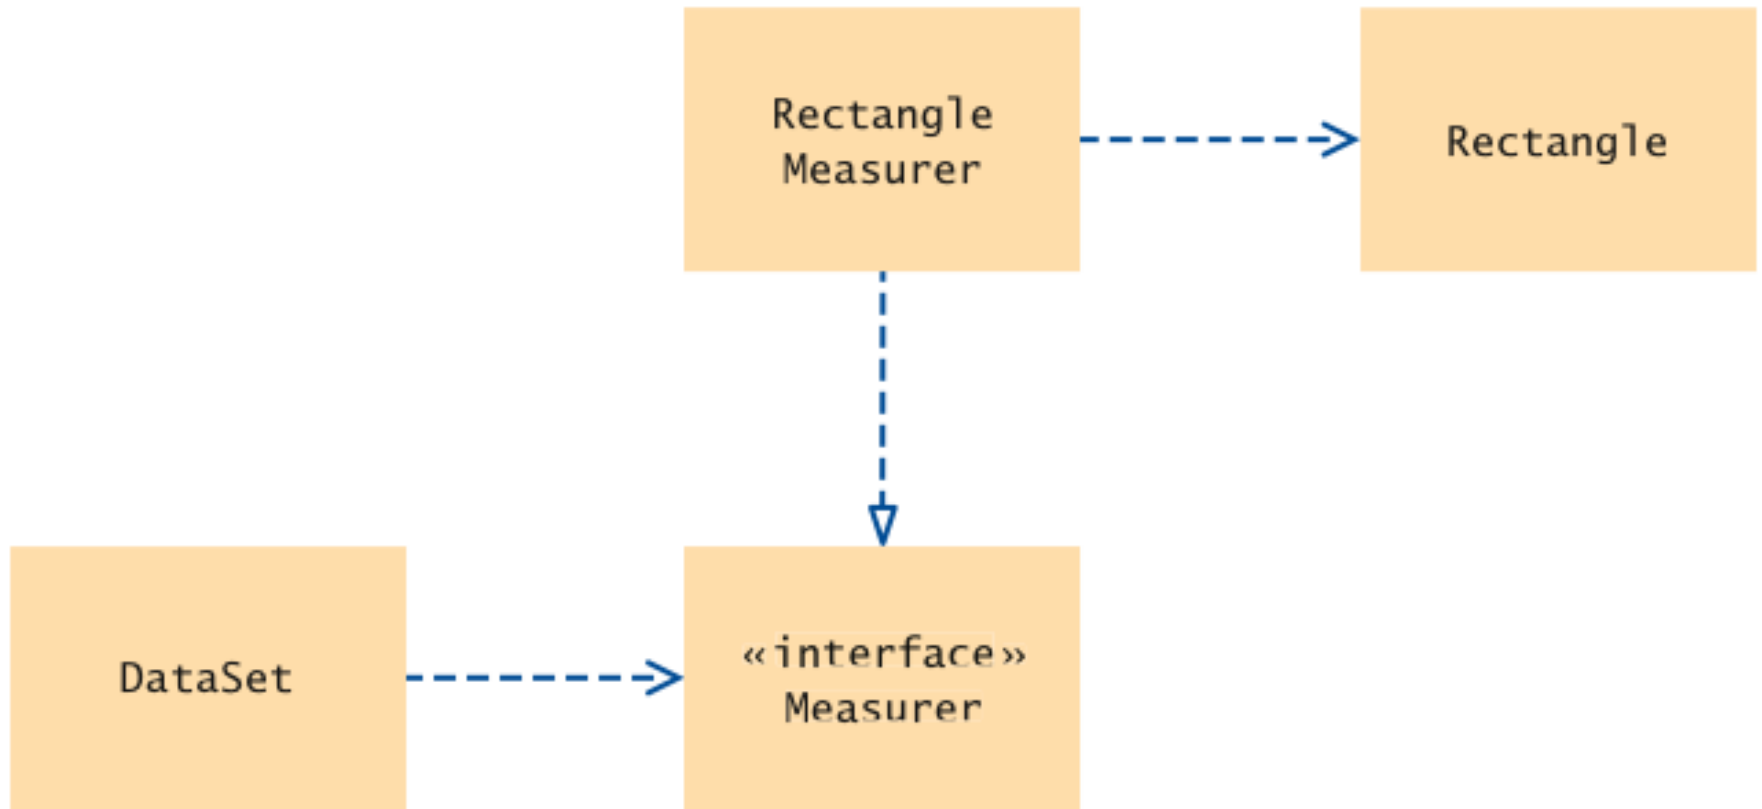 Rectangle
Measurer
Rectangle
DataSet
«interface»
Measurer